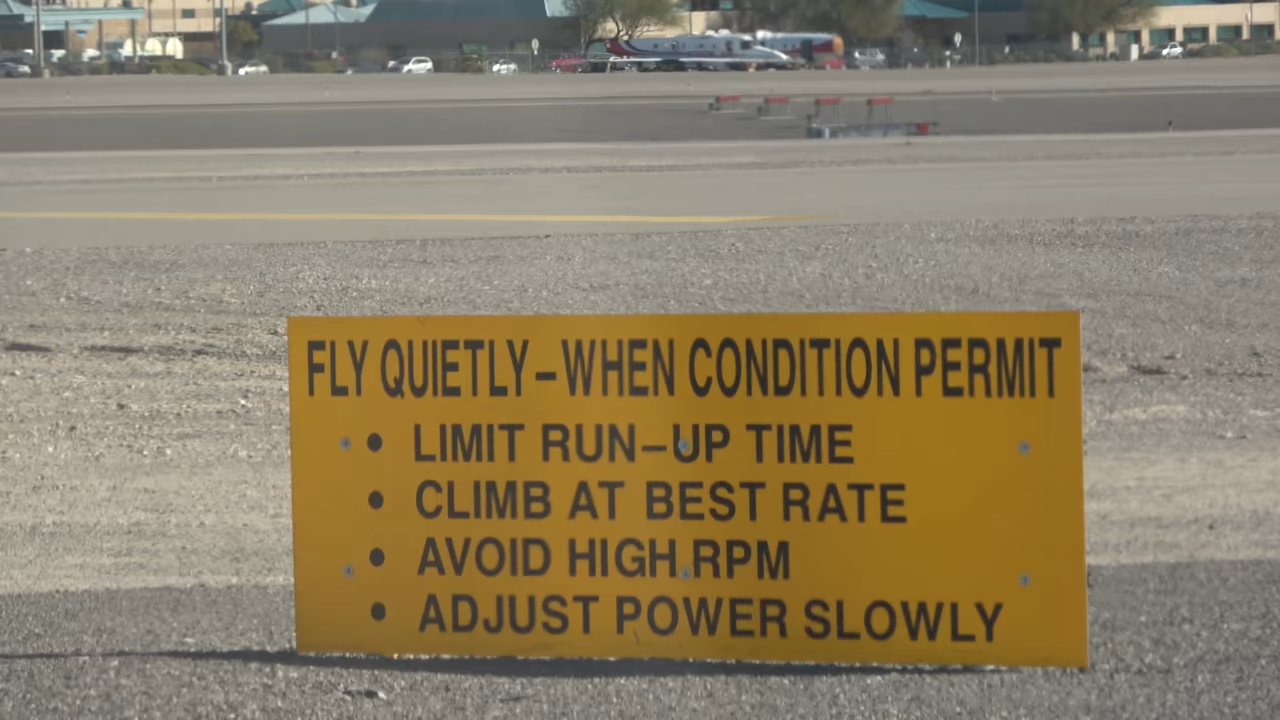 FLY QUIETLY–WHEN CONDITION PERMIT
• LIMIT RUN–UP TIME
• CLIMB AT BEST RATE
• AVOID HIGH RPM
• ADJUST POWER SLOWLY